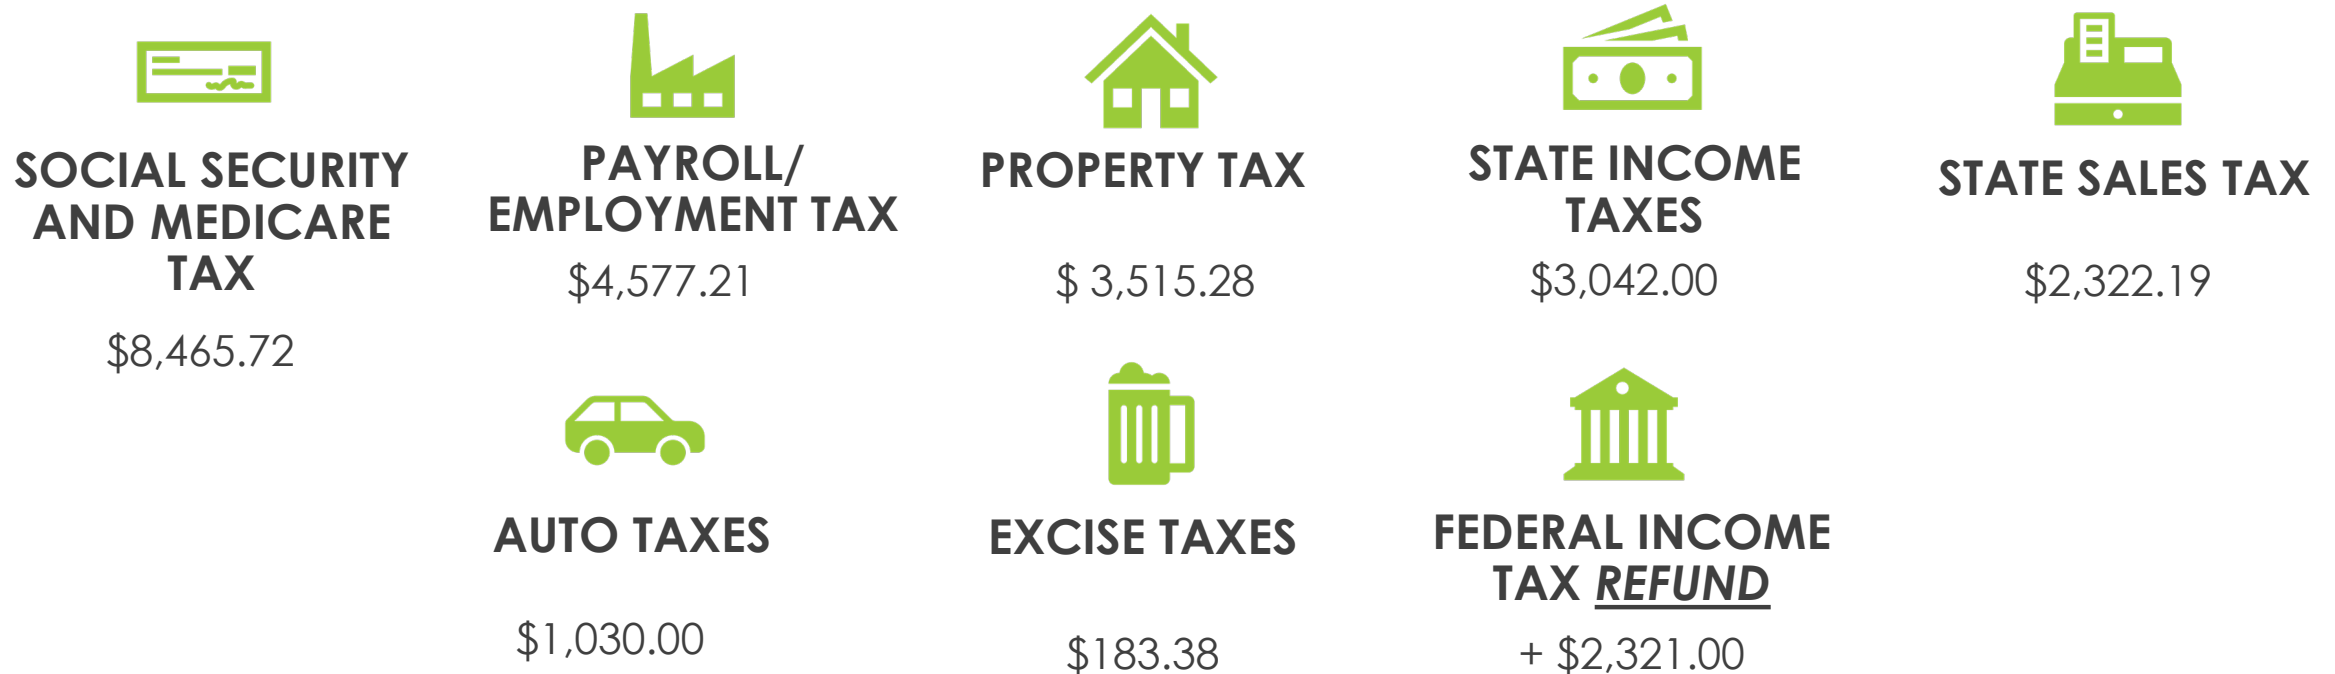 SOCIAL SECURITY
AND MEDICARE
TAX
$8,465.72
PAYROLL/
EMPLOYMENT TAX
$4,577.21
PROPERTY TAX
$ 3,515.28
STATE INCOME
TAXES
$3,042.00
STATE SALES TAX
$2,322.19
AUTO TAXES
$1,030.00
EXCISE TAXES
$183.38
FEDERAL INCOME
TAX REFUND
+ $2,321.00